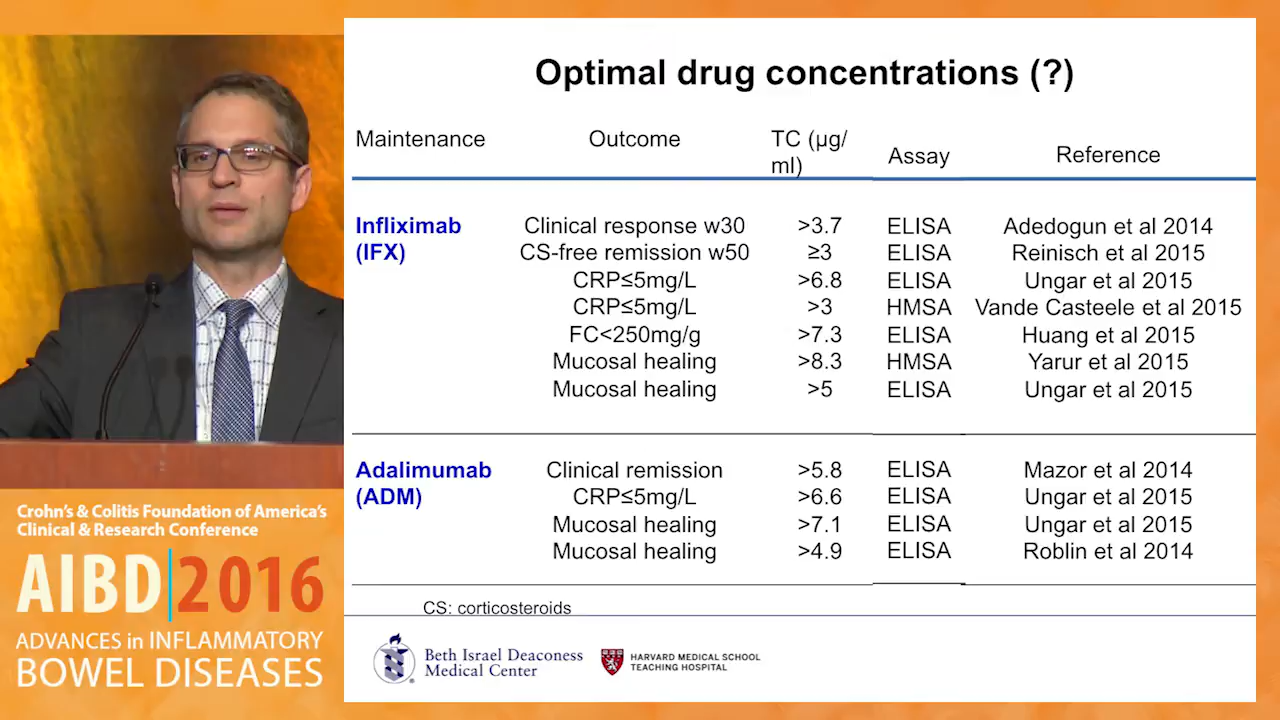 Optimal drug concentrations (?)
Maintenance Outcome TC (µg/ml) Assay Reference
Infliximab (IFX)
Clinical response w30 >3.7 ELISA Adedogun et al 2014
CS-free remission w50 ≥3 ELISA Reinisch et al 2015
CRP≤5mg/L >6.8 ELISA Ungar et al 2015
CRP≤5mg/L >3 HMSA Vande Casteele et al 2015
FC<250mg/g >7.3 ELISA Huang et al 2015
Mucosal healing >8.3 HMSA Yarur et al 2015
Mucosal healing >5 ELISA Ungar et al 2015
Adalimumab (ADM)
Clinical remission >5.8 ELISA Mazor et al 2014
CRP≤5mg/L >6.6 ELISA Ungar et al 2015
Mucosal healing >7.1 ELISA Ungar et al 2015
Mucosal healing >4.9 ELISA Roblin et al 2014
CS: corticosteroids
Beth Israel Deaconess
Medical Center
HARVARD MEDICAL SCHOOL
TEACHING HOSPITAL
Crohn's & Colitis Foundation of America's
Clinical & Research Conference
AIBD 2016
ADVANCES in INFLAMMATORY
BOWEL DISEASES